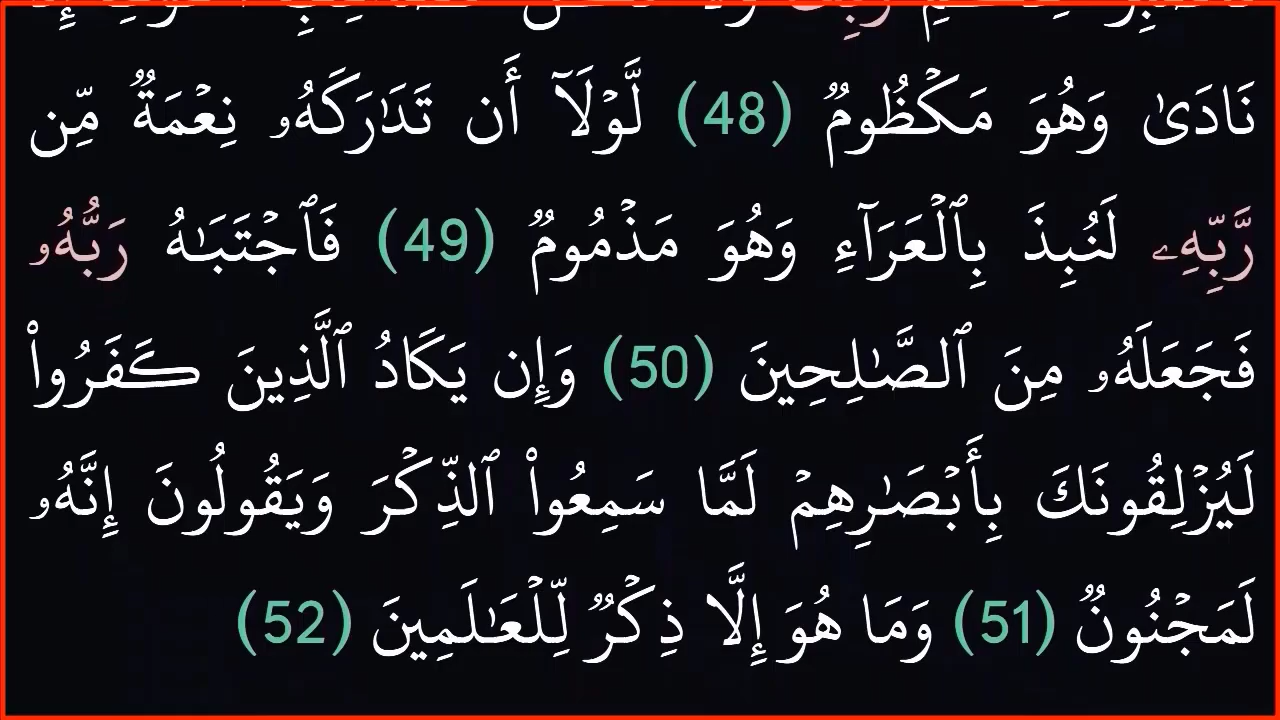 نَادَىٰ وَهُوَ مَكْظُومٌ (48) لَّوْلَآ أَن تَدَٰرَكَهُۥ نِعْمَةٌ مِّن
رَّبِّهِۦ لَنُبِذَ بِٱلْعَرَآءِ وَهُوَ مَذْمُومٌ (49) فَٱجْتَبَٰهُ رَبُّهُۥ
فَجَعَلَهُۥ مِنَ ٱلصَّٰلِحِينَ (50) وَإِن يَكَادُ ٱلَّذِينَ كَفَرُوا۟
لَيُزْلِقُونَكَ بِأَبْصَٰرِهِمْ لَمَّا سَمِعُوا۟ ٱلذِّكْرَ وَيَقُولُونَ إِنَّهُۥ
لَمَجْنُونٌ (51) وَمَا هُوَ إِلَّا ذِكْرٌ لِّلْعَٰلَمِينَ (52)